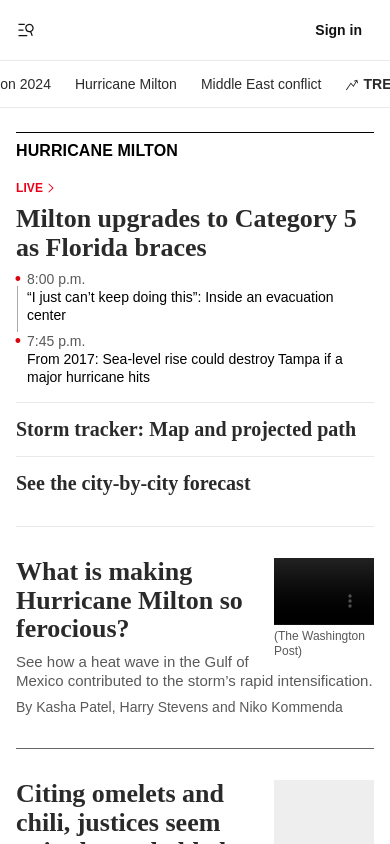 Sign in
on 2024 Hurricane Milton Middle East conflict TRE
HURRICANE MILTON
LIVE
Milton upgrades to Category 5
as Florida braces
8:00 p.m.
“I just can’t keep doing this”: Inside an evacuation
center
7:45 p.m.
From 2017: Sea-level rise could destroy Tampa if a
major hurricane hits
Storm tracker: Map and projected path
See the city-by-city forecast
What is making
Hurricane Milton so
ferocious?
(The Washington
Post)
See how a heat wave in the Gulf of
Mexico contributed to the storm’s rapid intensification.
By Kasha Patel, Harry Stevens and Niko Kommenda
Citing omelets and
chili, justices seem